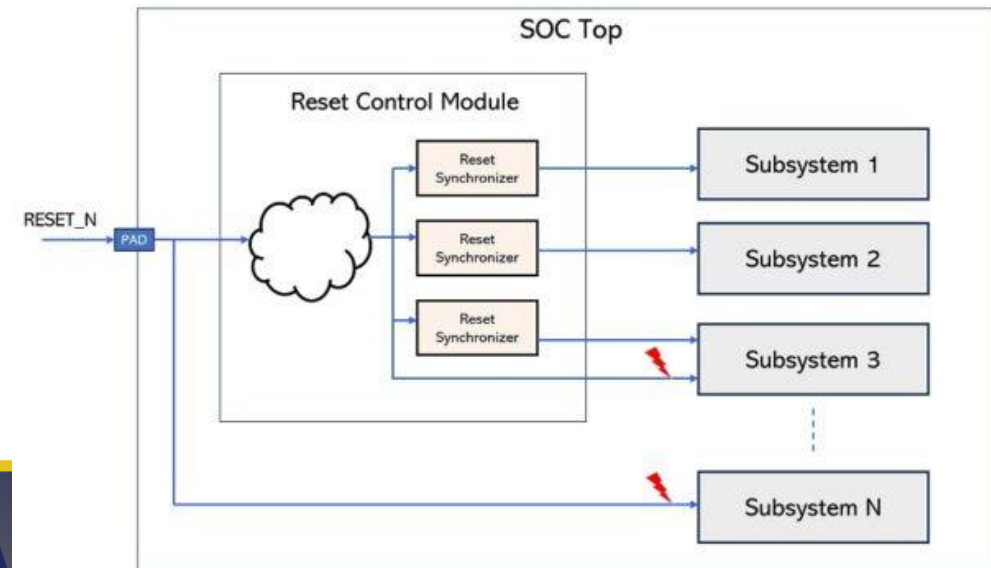 SOC Top
Reset Control Module
Reset
Synchronizer
Subsystem 1
RESET_N
PAD
Reset
Synchronizer
Subsystem 2
Reset
Synchronizer
Subsystem 3
Subsystem N